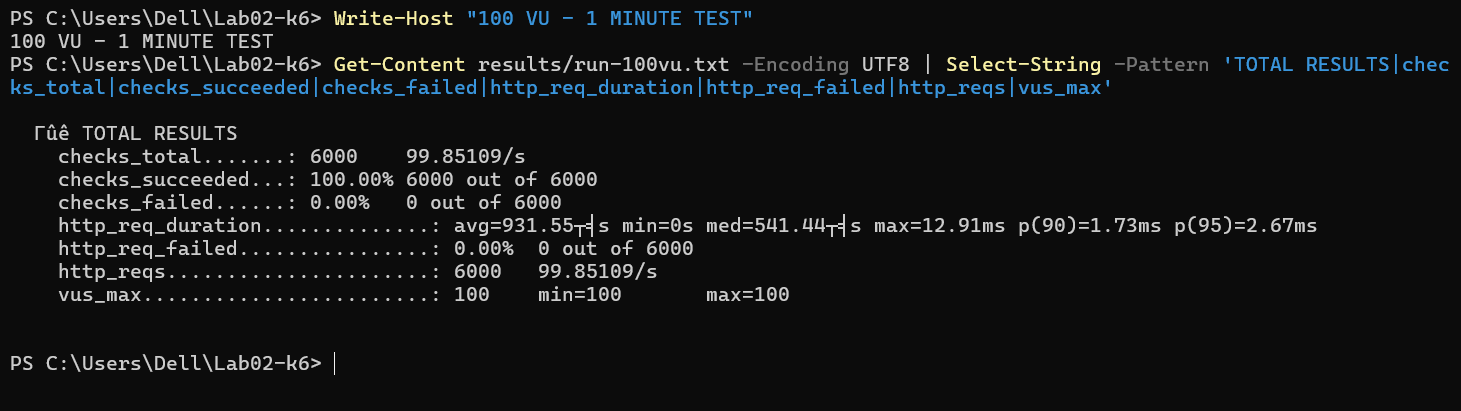 PS C:\Users\Dell\Lab02-k6> Write-Host "100 VU - 1 MINUTE TEST"
100 VU - 1 MINUTE TEST
PS C:\Users\Dell\Lab02-k6> Get-Content results/run-100vu.txt -Encoding UTF8 | Select-String -Pattern 'TOTAL RESULTS|chec
ks_total|checks_succeeded|checks_failed|http_req_duration|http_req_failed|http_reqs|vus_max'
Γûê TOTAL RESULTS
checks_total.......: 6000    99.85109/s
checks_succeeded...: 100.00% 6000 out of 6000
checks_failed......: 0.00%   0 out of 6000
http_req_duration..............: avg=931.55┬╡s min=0s med=541.44┬╡s max=12.91ms p(90)=1.73ms p(95)=2.67ms
http_req_failed................: 0.00%  0 out of 6000
http_reqs......................: 6000   99.85109/s
vus_max........................: 100    min=100       max=100
PS C:\Users\Dell\Lab02-k6>